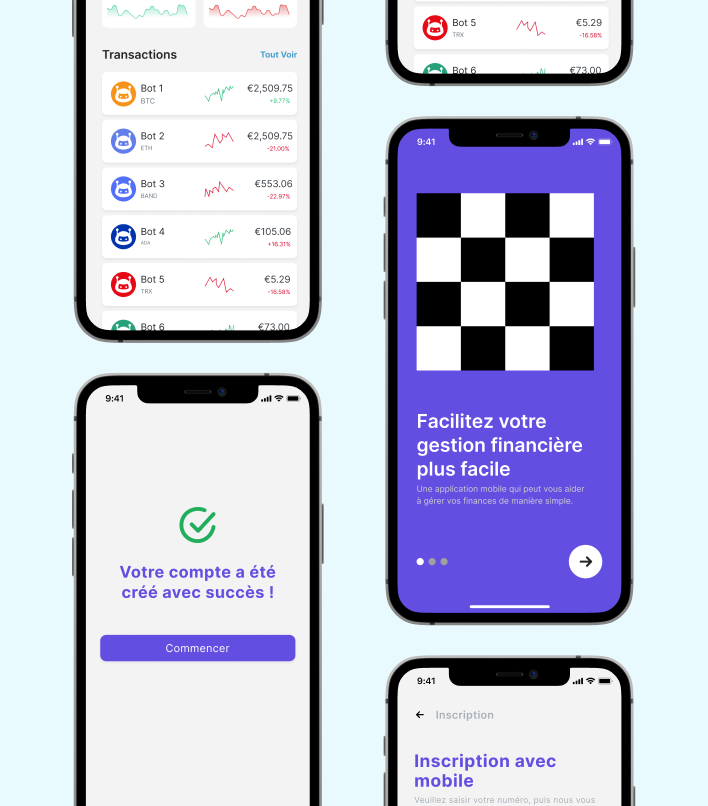 Transactions
Tout Voir
Bot 1
€2,509.75
BTC
+9.77%
Bot 2
€2,509.75
ETH
-21.00%
Bot 3
€553.06
BAND
-22.97%
Bot 4
€105.06
ADA
+16.31%
Bot 5
€5.29
TRX
-16.58%
Bot 6
€73.00
9:41
Votre compte a été
créé avec succès !
Commencer
Bot 5
€5.29
TRX
-16.58%
Bot 6
€73.00
9:41
Facilitez votre
gestion financière
plus facile
Une application mobile qui peut vous aider
à gérer vos finances de manière simple.
9:41
Inscription
Inscription avec
mobile
Veuillez saisir votre numéro, puis nous vous